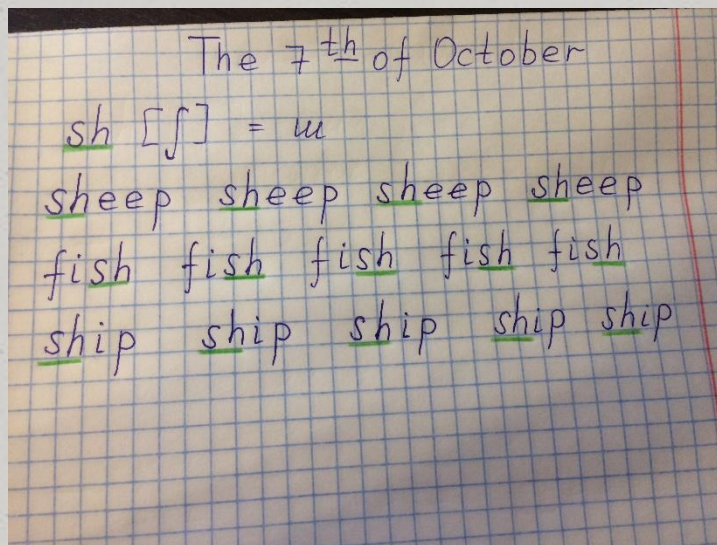 The 7th of October
sh [ʃ] = ш
sheep sheep sheep sheep
fish fish fish fish fish
ship ship ship ship ship